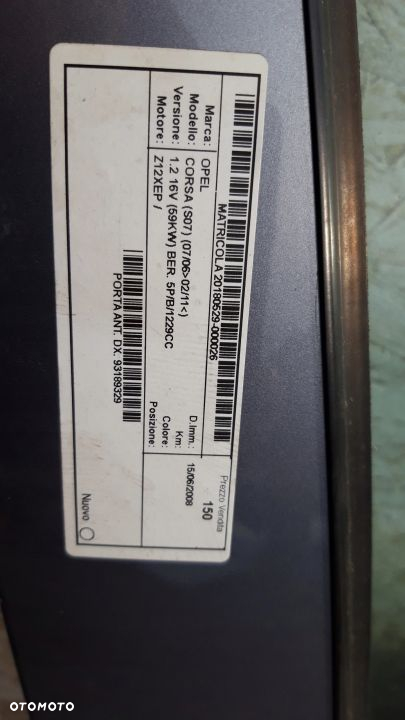 MATRICOLA 20180529-000026
Prezzo Vendita
150
Marca: OPEL
Modello: CORSA (S07) (07/06>02/11<)
Versione: 1.2 16V (59KW) BER. 5P/B/1229CC
Motore: Z12XEP /
D.Imm.: 15/06/2008
Km:
Colore:
Posizione:
PORTA ANT. DX. 93189329
Nuovo
OTOMOTO